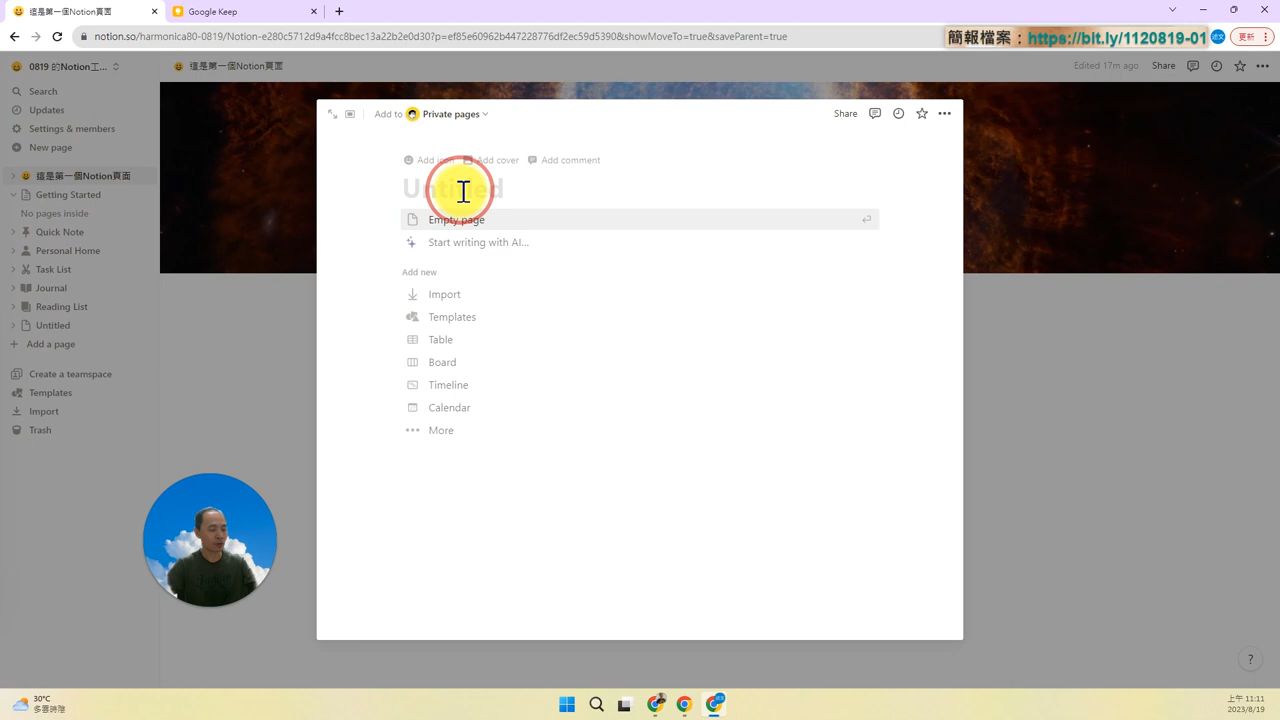 這是第一個Notion頁面
Google Keep
notion.so/harmonica80-0819/Notion-e280c5712d9a4fcc8bec13a22b2e0d30?p=ef85e60962b447228776df2ec59d5390&showMoveTo=true&saveParent=true
簡報檔案：https://bit.ly/1120819-01
更新
0819 的Notion工...
這是第一個Notion頁面
Edited 17m ago
Share
Search
Updates
Settings & members
New page
這是第一個Notion頁面
Getting Started
No pages inside
Quick Note
Personal Home
Task List
Journal
Reading List
Untitled
Add a page
Create a teamspace
Templates
Import
Trash
Add to Private pages
Share
Add icon
Add cover
Add comment
Untitled
Empty page
Start writing with AI...
Add new
Import
Templates
Table
Board
Timeline
Calendar
More
?
30°C
多雲時陰
上午 11:11
2023/8/19